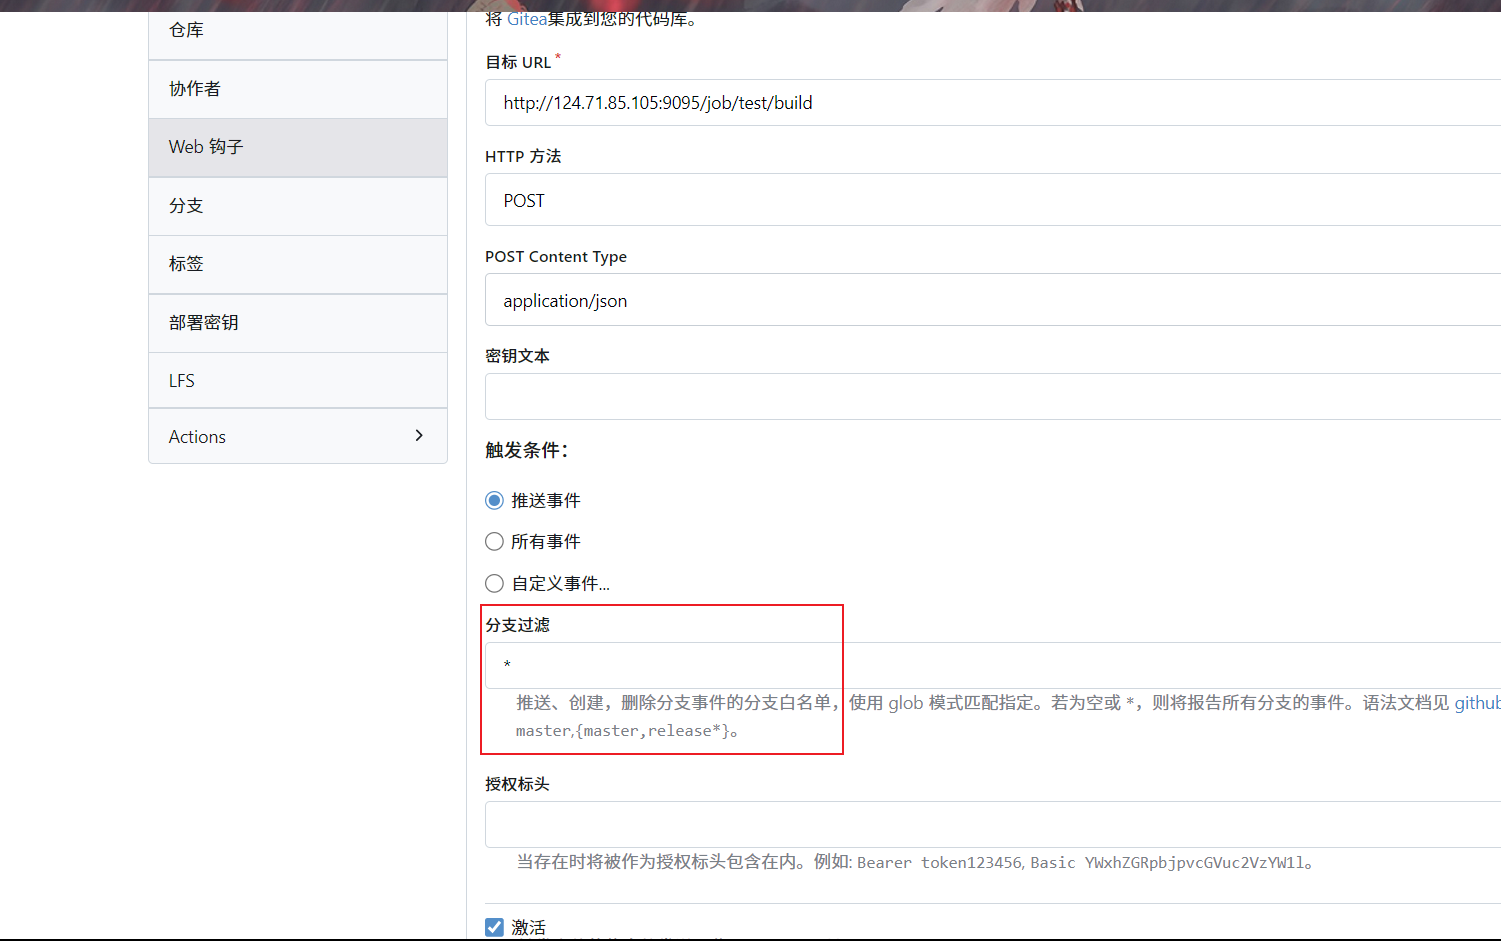 仓库
协作者
Web 钩子
分支
标签
部署密钥
LFS
Actions
将 Gitea集成到您的代码库。
目标 URL *
http://124.71.85.105:9095/job/test/build
HTTP 方法
POST
POST Content Type
application/json
密钥文本
触发条件：
推送事件
所有事件
自定义事件...
分支过滤
*
推送、创建，删除分支事件的分支白名单，使用 glob 模式匹配指定。若为空或 *，则将报告所有分支的事件。语法文档见 github
master,{master,release*}。
授权标头
当存在时将被作为授权标头包含在内。例如: Bearer token123456, Basic YWxhZGRpbjpvcGVuc2VzYW1l。
激活